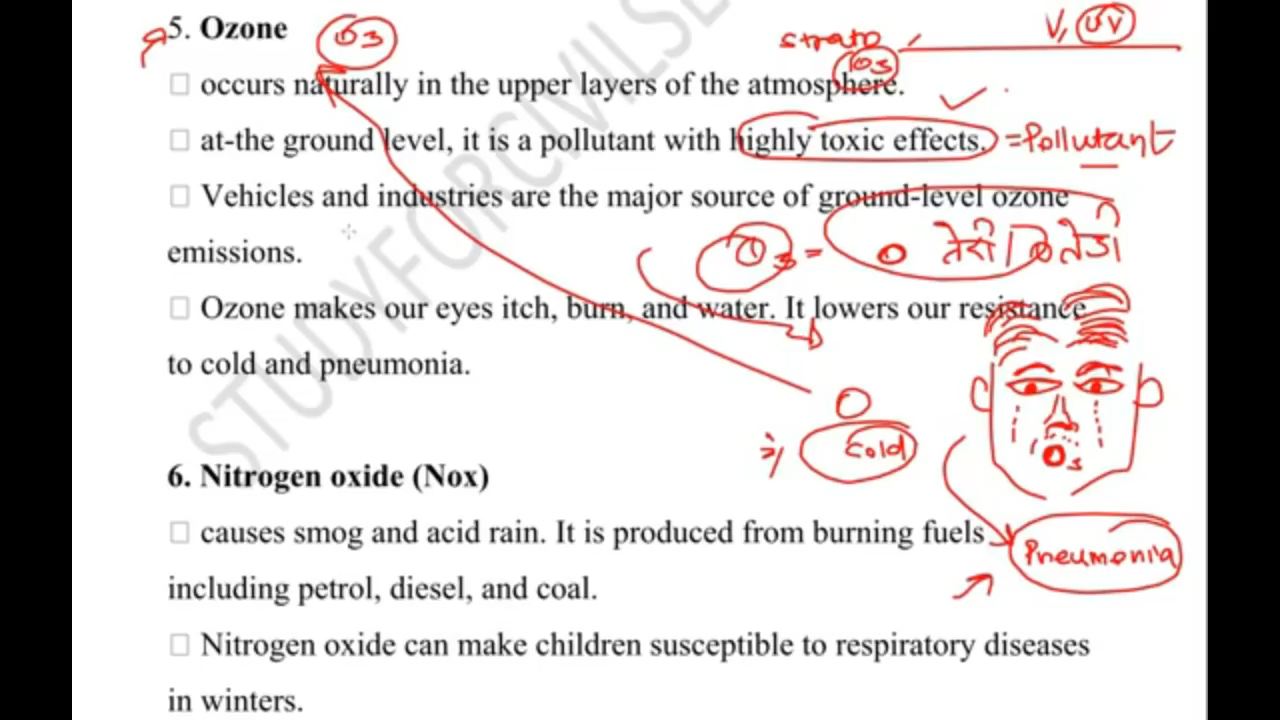 5. Ozone O3
strato V, UV
O3
□ occurs naturally in the upper layers of the atmosphere.
□ at-the ground level, it is a pollutant with highly toxic effects. = Pollutant
□ Vehicles and industries are the major source of ground-level ozone
O3 =
emissions.
□ Ozone makes our eyes itch, burn, and water. It lowers our resistance
to cold and pneumonia.
Cold
O3
6. Nitrogen oxide (Nox)
□ causes smog and acid rain. It is produced from burning fuels
Pneumonia
including petrol, diesel, and coal.
□ Nitrogen oxide can make children susceptible to respiratory diseases
in winters.
STUDYFORCIVILSE